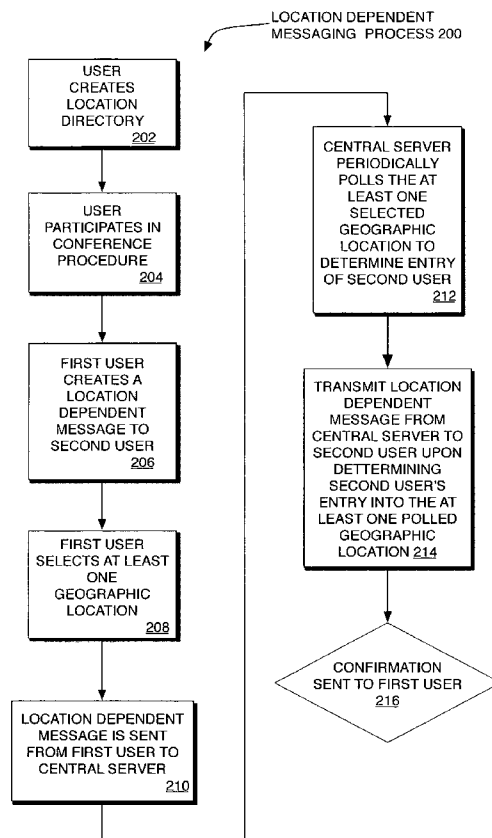 LOCATION DEPENDENT
MESSAGING PROCESS 200
USER
CREATES
LOCATION
DIRECTORY
202
USER
PARTICIPATES IN
CONFERENCE
PROCEDURE
204
FIRST USER
CREATES A
LOCATION
DEPENDENT
MESSAGE TO
SECOND USER
206
FIRST USER
SELECTS AT LEAST
ONE
GEOGRAPHIC
LOCATION
208
LOCATION DEPENDENT
MESSAGE IS SENT
FROM FIRST USER TO
CENTRAL SERVER
210
CENTRAL SERVER
PERIODICALLY
POLLS THE AT
LEAST ONE
SELECTED
GEOGRAPHIC
LOCATION TO
DETERMINE ENTRY
OF SECOND USER
212
TRANSMIT LOCATION
DEPENDENT
MESSAGE FROM
CENTRAL SERVER TO
SECOND USER UPON
DETTERMINING
SECOND USER'S
ENTRY INTO THE AT
LEAST ONE POLLED
GEOGRAPHIC
LOCATION 214
CONFIRMATION
SENT TO FIRST USER
216